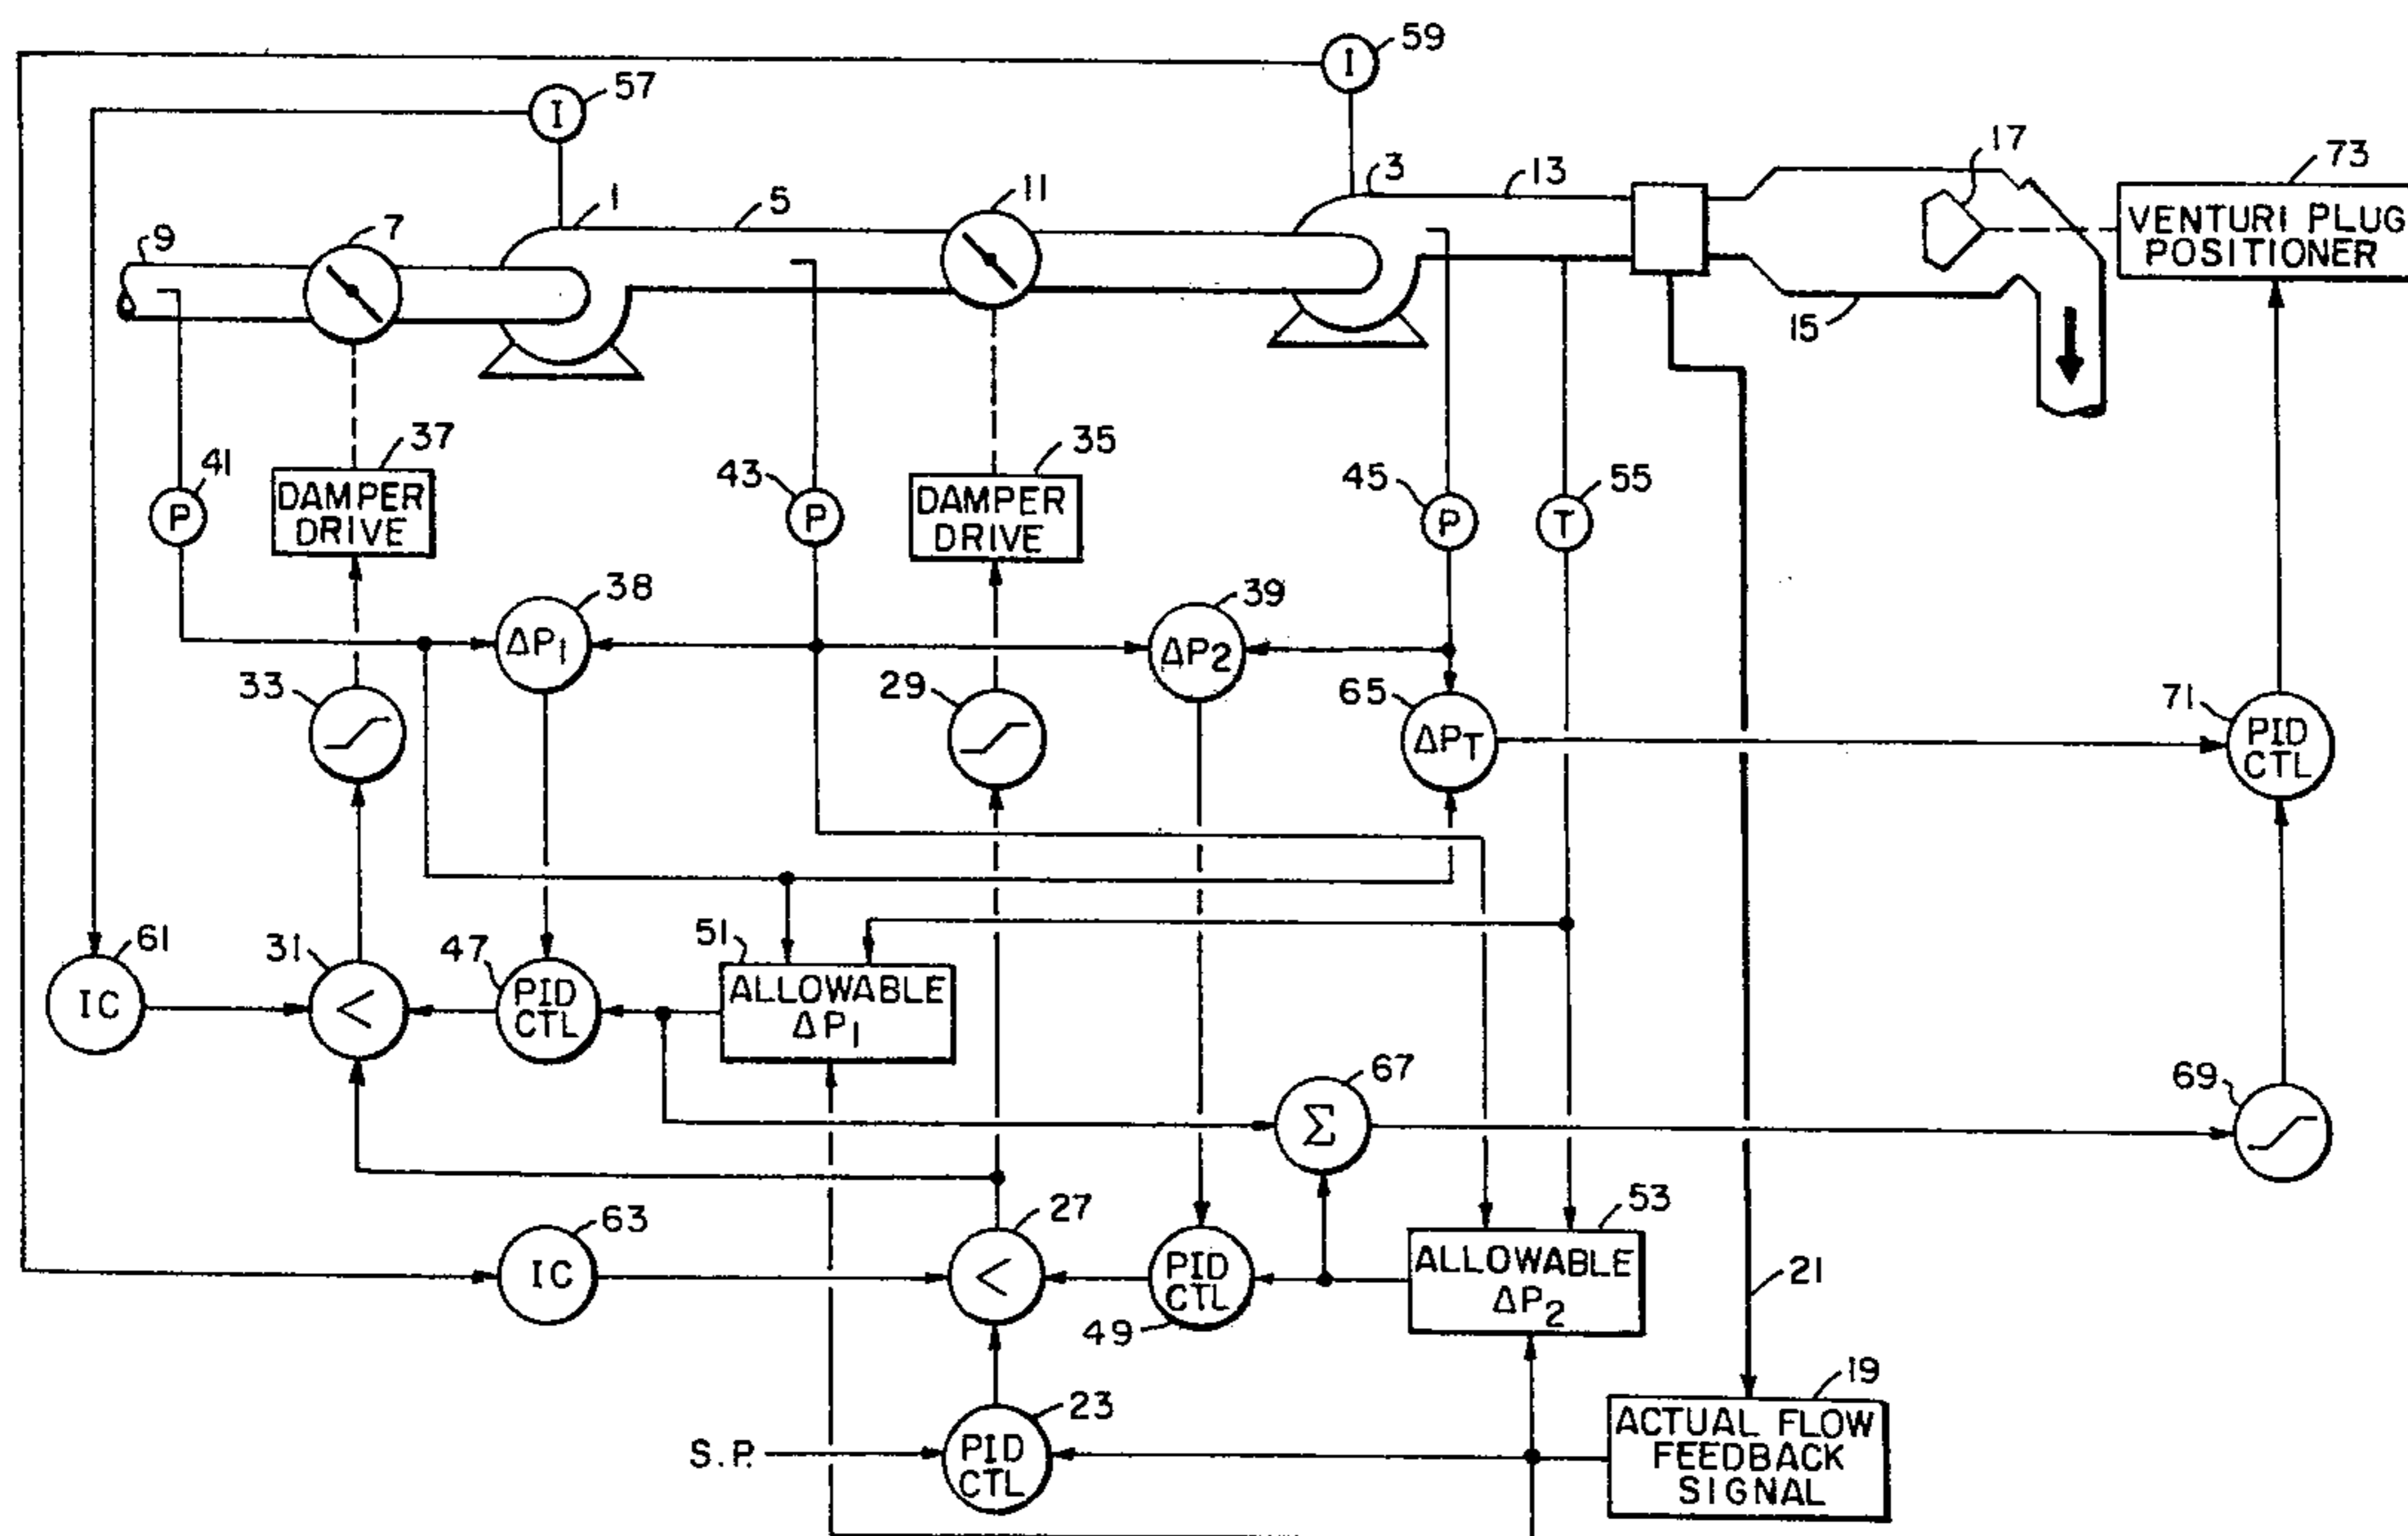 59
I
57
I
17
73
1
5
11
3
13
9
7
VENTURI PLUG
POSITIONER
15
37
35
41
43
45
55
DAMPER
DRIVE
DAMPER
DRIVE
P
P
P
T
38
39
ΔP1
ΔP2
33
29
65
71
ΔPT
PID
CTL
61
31
47
51
IC
<
PID
CTL
ALLOWABLE
ΔP1
67
69
Σ
63
27
53
IC
<
PID
CTL
ALLOWABLE
ΔP2
49
21
19
23
ACTUAL FLOW
FEEDBACK
SIGNAL
S.P.
PID
CTL